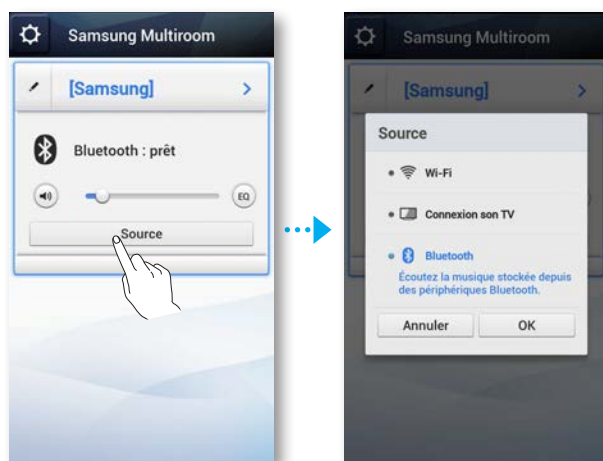 Samsung Multiroom
[Samsung]
Bluetooth : prêt
EQ
Source
Samsung Multiroom
[Samsung]
Source
Wi-Fi
Connexion son TV
Bluetooth
Écoutez la musique stockée depuis
des périphériques Bluetooth.
Annuler
OK